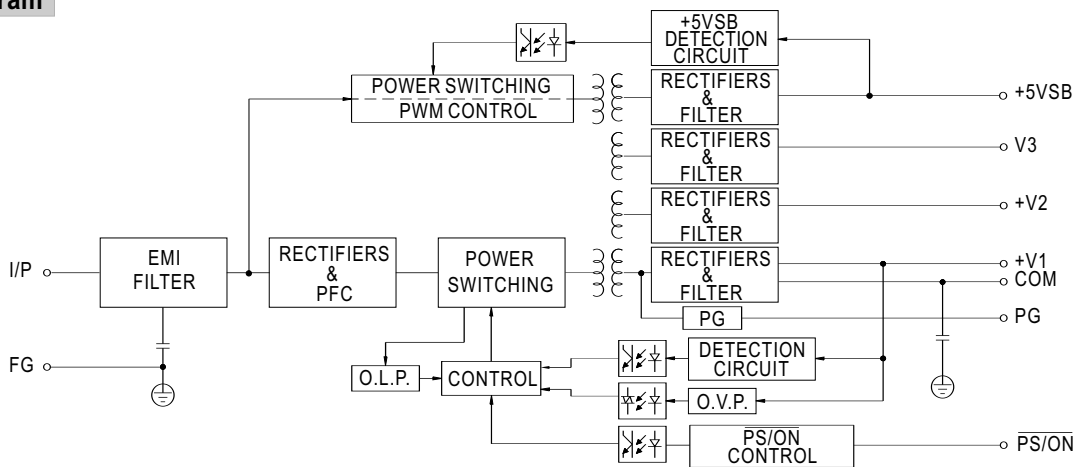 ram
+5VSB
DETECTION
CIRCUIT
POWER SWITCHING
PWM CONTROL
RECTIFIERS
&
FILTER
+5VSB
RECTIFIERS
&
FILTER
V3
RECTIFIERS
&
FILTER
+V2
I/P
EMI
FILTER
RECTIFIERS
&
PFC
POWER
SWITCHING
RECTIFIERS
&
FILTER
+V1
COM
PG
PG
FG
O.L.P.
CONTROL
DETECTION
CIRCUIT
O.V.P.
PS/ON
CONTROL
PS/ON